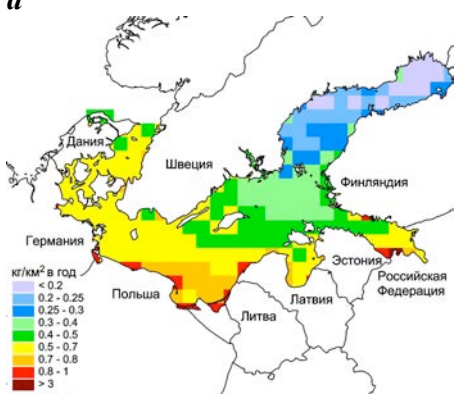 а
Дания
Швеция
Финляндия
Германия
Эстония
Российская
Федерация
Польша
Латвия
Литва
кг/км² в год
< 0.2
0.2 - 0.25
0.25 - 0.3
0.3 - 0.4
0.4 - 0.5
0.5 - 0.7
0.7 - 0.8
0.8 - 1
> 3